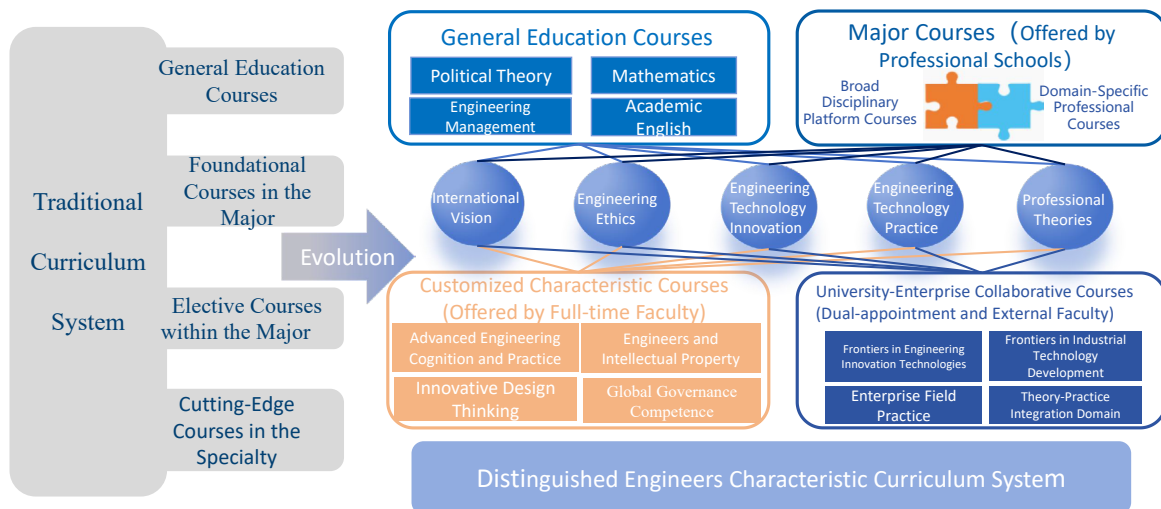 Traditional
Curriculum
System
General Education
Courses
Foundational
Courses in the
Major
Elective Courses
within the Major
Cutting-Edge
Courses in the
Specialty
Evolution
General Education Courses
Political Theory
Mathematics
Engineering
Management
Academic
English
Major Courses（Offered by
Professional Schools）
Broad
Disciplinary
Platform Courses
Domain-Specific
Professional
Courses
International
Vision
Engineering
Ethics
Engineering
Technology
Innovation
Engineering
Technology
Practice
Professional
Theories
Customized Characteristic Courses
(Offered by Full-time Faculty)
Advanced Engineering
Cognition and Practice
Engineers and
Intellectual Property
Innovative Design
Thinking
Global Governance
Competence
University-Enterprise Collaborative Courses
(Dual-appointment and External Faculty)
Frontiers in Engineering
Innovation Technologies
Frontiers in Industrial
Technology
Development
Enterprise Field
Practice
Theory-Practice
Integration Domain
Distinguished Engineers Characteristic Curriculum System